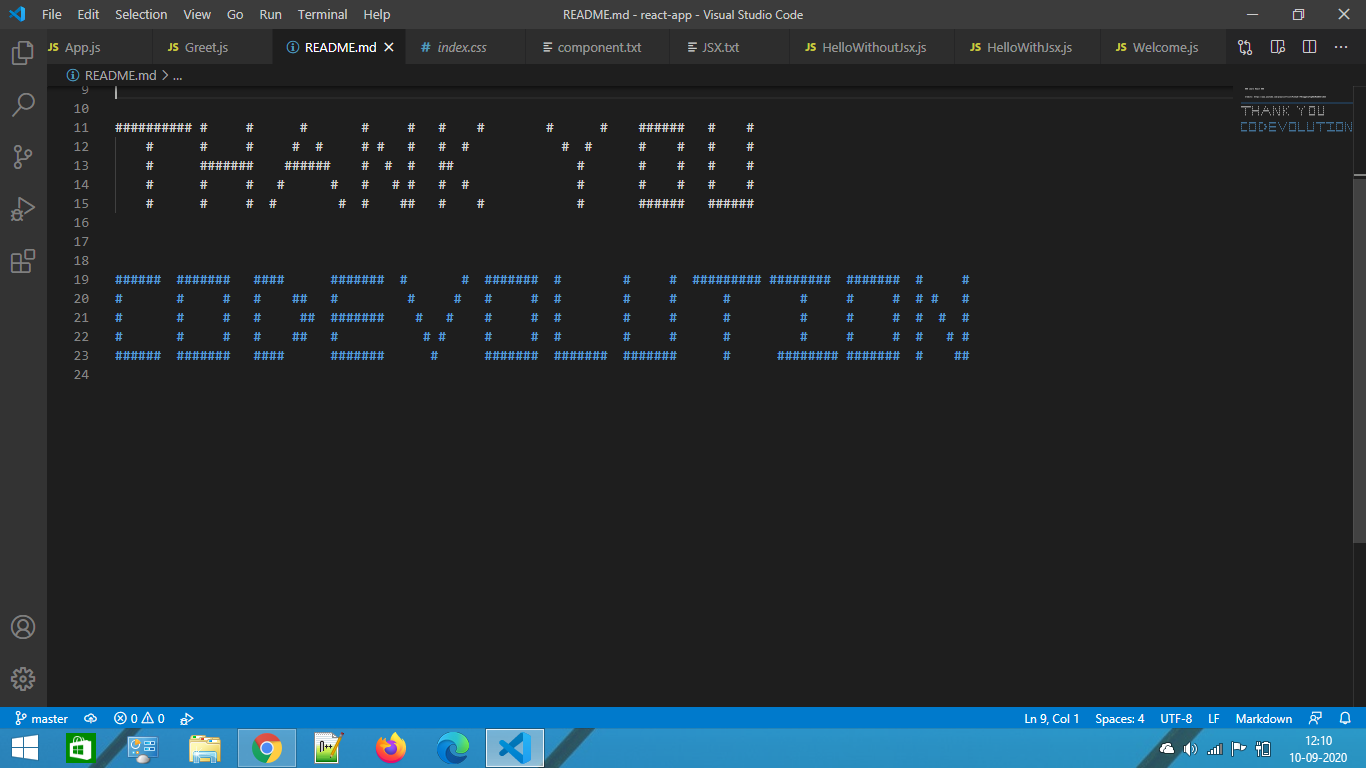 File Edit Selection View Go Run Terminal Help README.md - react-app - Visual Studio Code
JS App.js JS Greet.js README.md # index.css component.txt JSX.txt JS HelloWithoutJsx.js JS HelloWithJsx.js JS Welcome.js
README.md > ...
9
10
11
12
13
14
15
THANK YOU
16
17
18
19
20
21
22
23
CODEVOLUTION
24
THANK YOU
CODEVOLUTION
master 0 0 Ln 9, Col 1 Spaces: 4 UTF-8 LF Markdown
12:10
10-09-2020